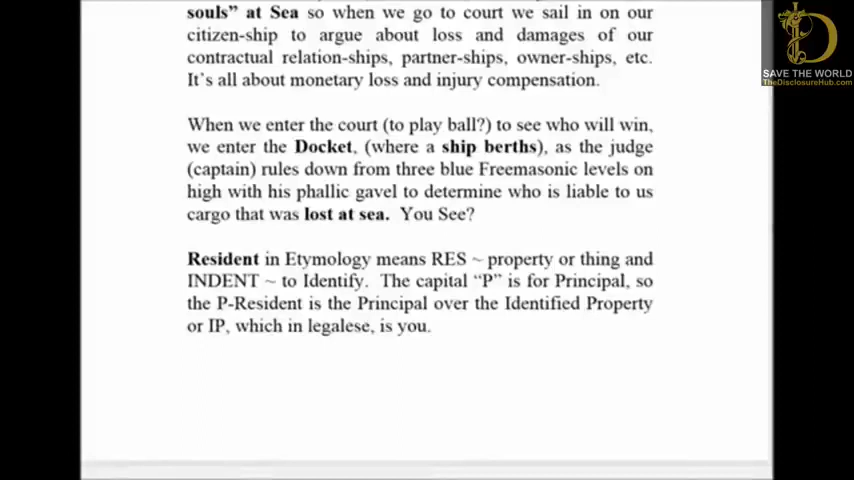 souls” at Sea so when we go to court we sail in on our
citizen-ship to argue about loss and damages of our
contractual relation-ships, partner-ships, owner-ships, etc.
It’s all about monetary loss and injury compensation.
When we enter the court (to play ball?) to see who will win,
we enter the Docket, (where a ship berths), as the judge
(captain) rules down from three blue Freemasonic levels on
high with his phallic gavel to determine who is liable to us
cargo that was lost at sea. You See?
Resident in Etymology means RES ~ property or thing and
INDENT ~ to Identify. The capital “P” is for Principal, so
the P-Resident is the Principal over the Identified Property
or IP, which in legalese, is you.
D
SAVE THE WORLD
TheDisclosureHub.com